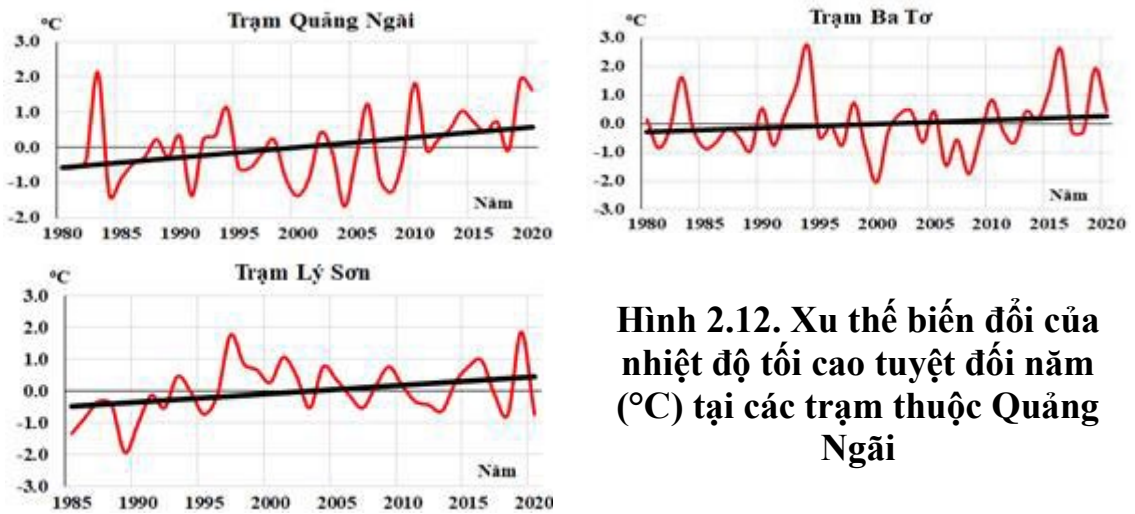 Trạm Quảng Ngãi
°C
3.0
2.0
1.0
0.0
-1.0
-2.0
Năm
1980 1985 1990 1995 2000 2005 2010 2015 2020
Trạm Ba Tơ
°C
3.0
2.0
1.0
0.0
-1.0
-2.0
-3.0
Năm
1980 1985 1990 1995 2000 2005 2010 2015 2020
Trạm Lý Sơn
°C
3.0
2.0
1.0
0.0
-1.0
-2.0
-3.0
Năm
1985 1990 1995 2000 2005 2010 2015 2020
Hình 2.12. Xu thế biến đổi của
nhiệt độ tối cao tuyệt đối năm
(°C) tại các trạm thuộc Quảng
Ngãi